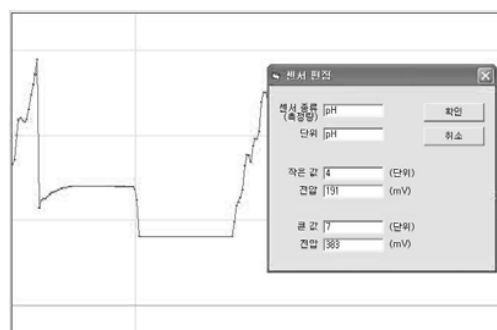 센서 편집
센서 종류 pH
(측정량)
단위 pH
확인
취소
작은 값 4 (단위)
전압 191 (mV)
큰 값 7 (단위)
전압 383 (mV)